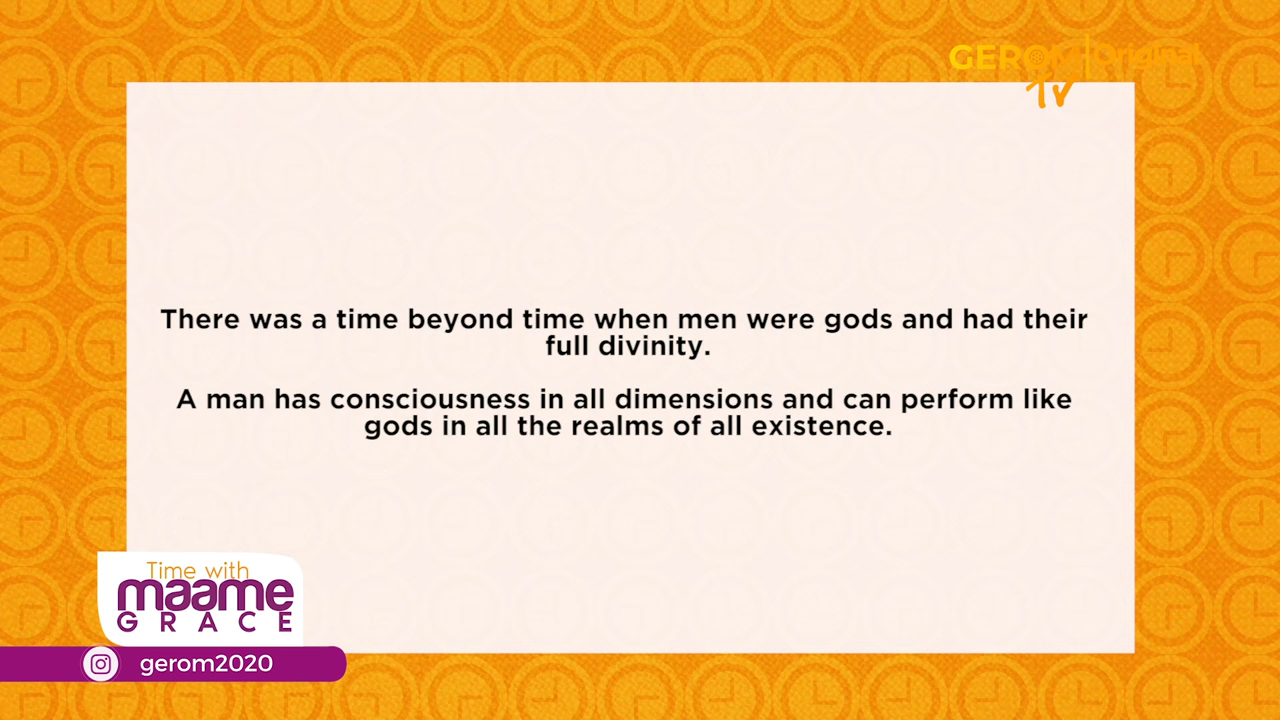 GEROM Original
TV
There was a time beyond time when men were gods and had their
full divinity.
A man has consciousness in all dimensions and can perform like
gods in all the realms of all existence.
Time with
maame
GRACE
gerom2020